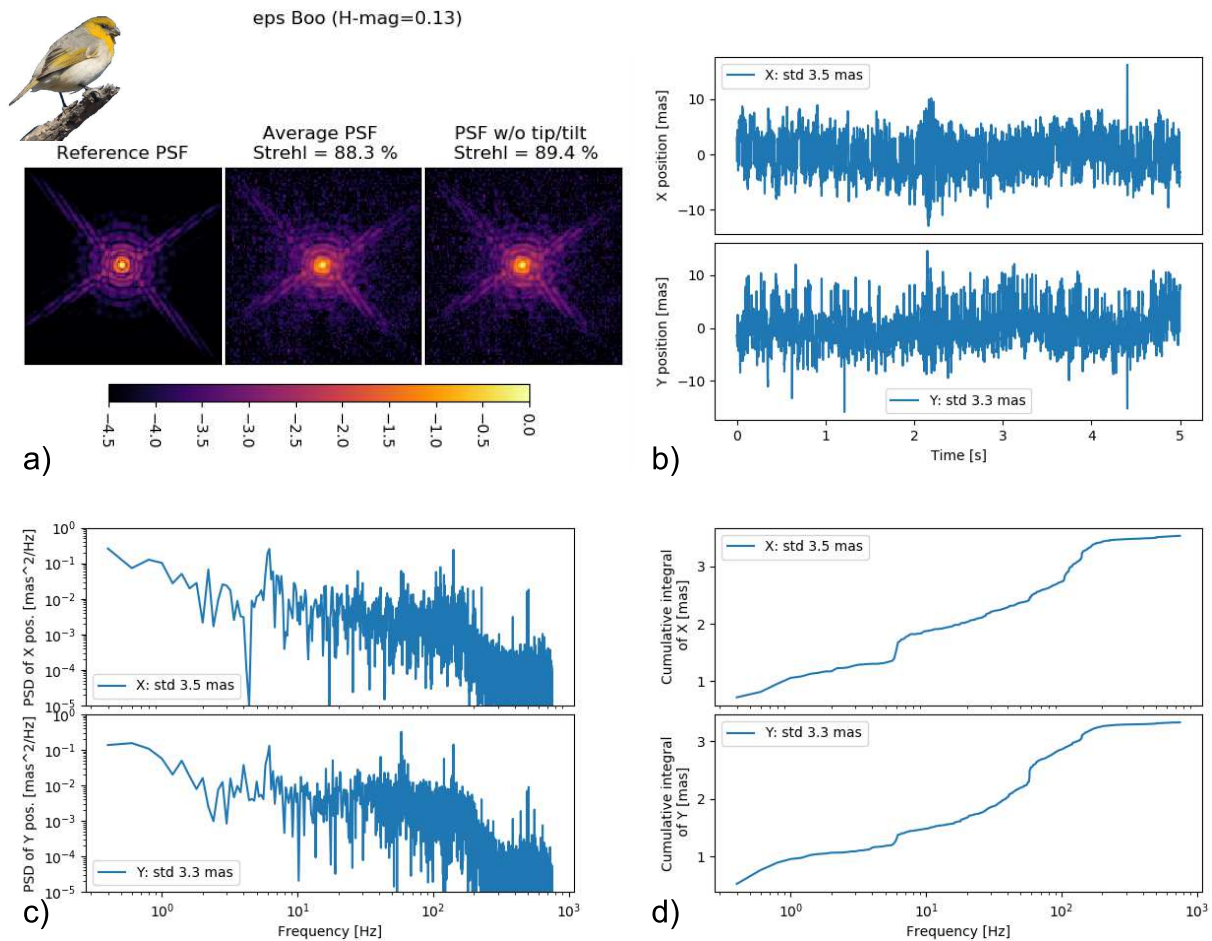 eps Boo (H-mag=0.13)
Reference PSF
Average PSF
Strehl = 88.3 %
PSF w/o tip/tilt
Strehl = 89.4 %
−4.5
−4.0
−3.5
−3.0
−2.5
−2.0
−1.5
−1.0
−0.5
0.0
a)
X: std 3.5 mas
X position [mas]
10
0
−10
Y position [mas]
10
0
−10
Y: std 3.3 mas
0 1 2 3 4 5
Time [s]
b)
PSD of X pos. [mas^2/Hz]
10^0
10^-1
10^-2
10^-3
10^-4
10^-5
X: std 3.5 mas
PSD of Y pos. [mas^2/Hz]
10^0
10^-1
10^-2
10^-3
10^-4
10^-5
Y: std 3.3 mas
10^0 10^1 10^2 10^3
Frequency [Hz]
c)
Cumulative integral
of X [mas]
3
2
1
X: std 3.5 mas
Cumulative integral
of Y [mas]
3
2
1
Y: std 3.3 mas
10^0 10^1 10^2 10^3
Frequency [Hz]
d)